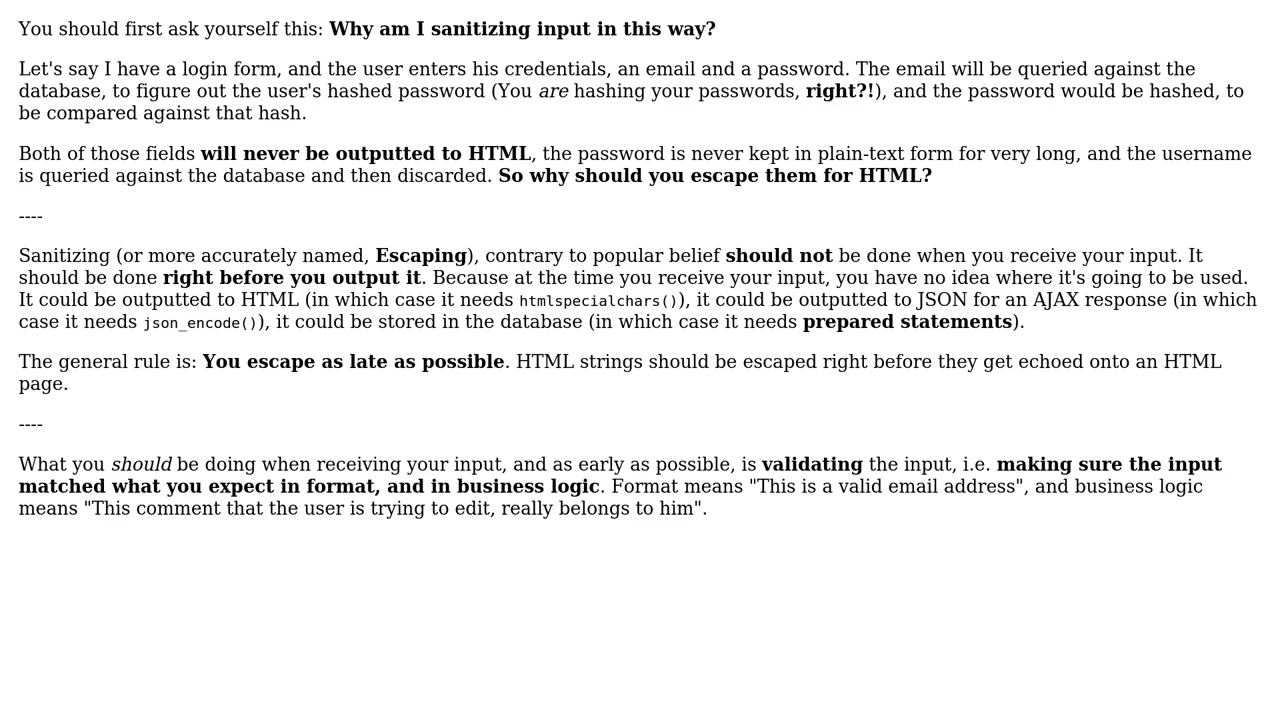 You should first ask yourself this: Why am I sanitizing input in this way?
Let's say I have a login form, and the user enters his credentials, an email and a password. The email will be queried against the
database, to figure out the user's hashed password (You are hashing your passwords, right?!), and the password would be hashed, to
be compared against that hash.
Both of those fields will never be outputted to HTML, the password is never kept in plain-text form for very long, and the username
is queried against the database and then discarded. So why should you escape them for HTML?
----
Sanitizing (or more accurately named, Escaping), contrary to popular belief should not be done when you receive your input. It
should be done right before you output it. Because at the time you receive your input, you have no idea where it's going to be used.
It could be outputted to HTML (in which case it needs htmlspecialchars()), it could be outputted to JSON for an AJAX response (in which
case it needs json_encode()), it could be stored in the database (in which case it needs prepared statements).
The general rule is: You escape as late as possible. HTML strings should be escaped right before they get echoed onto an HTML
page.
----
What you should be doing when receiving your input, and as early as possible, is validating the input, i.e. making sure the input
matched what you expect in format, and in business logic. Format means "This is a valid email address", and business logic
means "This comment that the user is trying to edit, really belongs to him".